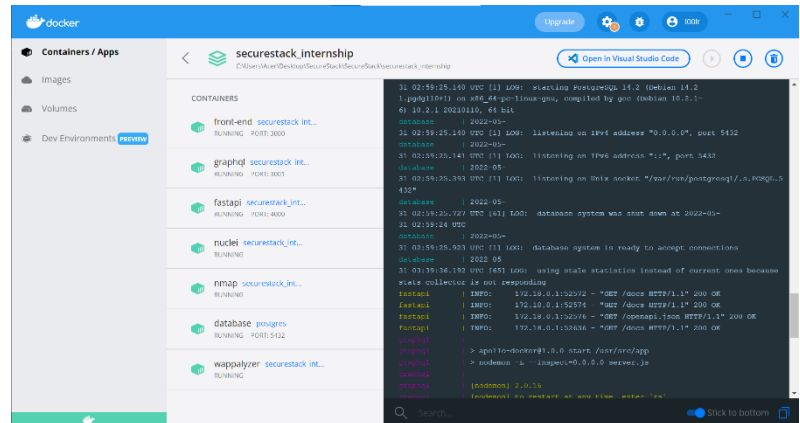 docker
Upgrade
Containers / Apps
Images
Volumes
Dev Environments PREVIEW
securestack_internship
C:\Users\Acer\Desktop\SecureStack\SecureStack\securestack_internship
Open in Visual Studio Code
CONTAINERS
front-end securestack_int...
RUNNING PORT: 3000
graphql securestack_int...
RUNNING PORT: 3001
fastapi securestack_int...
RUNNING PORT: 4000
nuclei securestack_int...
RUNNING
nmap securestack_int...
RUNNING
database postgres
RUNNING PORT: 5432
wappalyzer securestack_int...
RUNNING
31 02:59:25.140 UTC [1] LOG: starting PostgreSQL 14.2 (Debian 14.2
1.pgdg110+1) on x86_64-pc-linux-gnu, compiled by gcc (Debian 10.2.1-
6) 10.2.1 20210110, 64 bit
database | 2022-05-
31 02:59:25.140 UTC [1] LOG: listening on IPv4 address "0.0.0.0", port 5432
database | 2022-05-
31 02:59:25.141 UTC [1] LOG: listening on IPv6 address "::", port 5432
database | 2022-05-
31 02:59:25.393 UTC [1] LOG: listening on Unix socket "/var/run/postgresql/.s.PGSQL.5
432"
database | 2022-05-
31 02:59:25.727 UTC [61] LOG: database system was shut down at 2022-05-
31 02:59:24 UTC
database | 2022-05-
31 02:59:25.923 UTC [1] LOG: database system is ready to accept connections
database | 2022 05
31 03:39:36.192 UTC [65] LOG: using stale statistics instead of current ones because
stats collector is not responding
fastapi | INFO: 172.18.0.1:52572 - "GET /docs HTTP/1.1" 200 OK
fastapi | INFO: 172.18.0.1:52574 - "GET /docs HTTP/1.1" 200 OK
fastapi | INFO: 172.18.0.1:52576 - "GET /openapi.json HTTP/1.1" 200 OK
fastapi | INFO: 172.18.0.1:52636 - "GET /docs HTTP/1.1" 200 OK
graphql |
graphql | > apollo-docker@1.0.0 start /usr/src/app
graphql | > nodemon -L --inspect=0.0.0.0 server.js
graphql |
graphql | [nodemon] 2.0.16
graphql | [nodemon] to restart at any time, enter `rs`
Search...
Stick to bottom